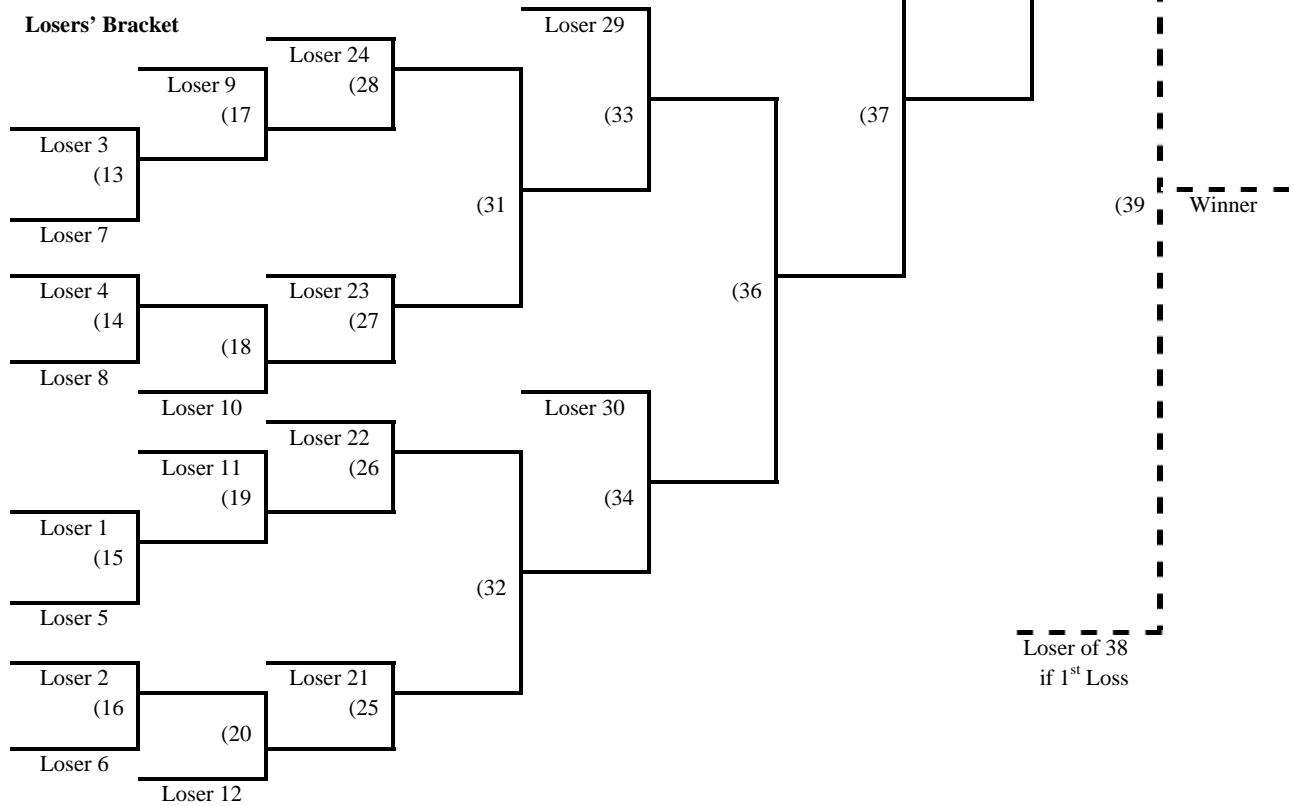 Losers' Bracket
Loser 29
Loser 24
(28
Loser 9
(17
(33
(37
Loser 3
(13
(31
(39
Winner
Loser 7
Loser 4
(14
Loser 23
(27
(36
(18
Loser 8
Loser 10
Loser 30
Loser 22
(26
Loser 11
(19
(34
Loser 1
(15
(32
Loser 5
Loser of 38
if 1st Loss
Loser 2
(16
Loser 21
(25
(20
Loser 6
Loser 12